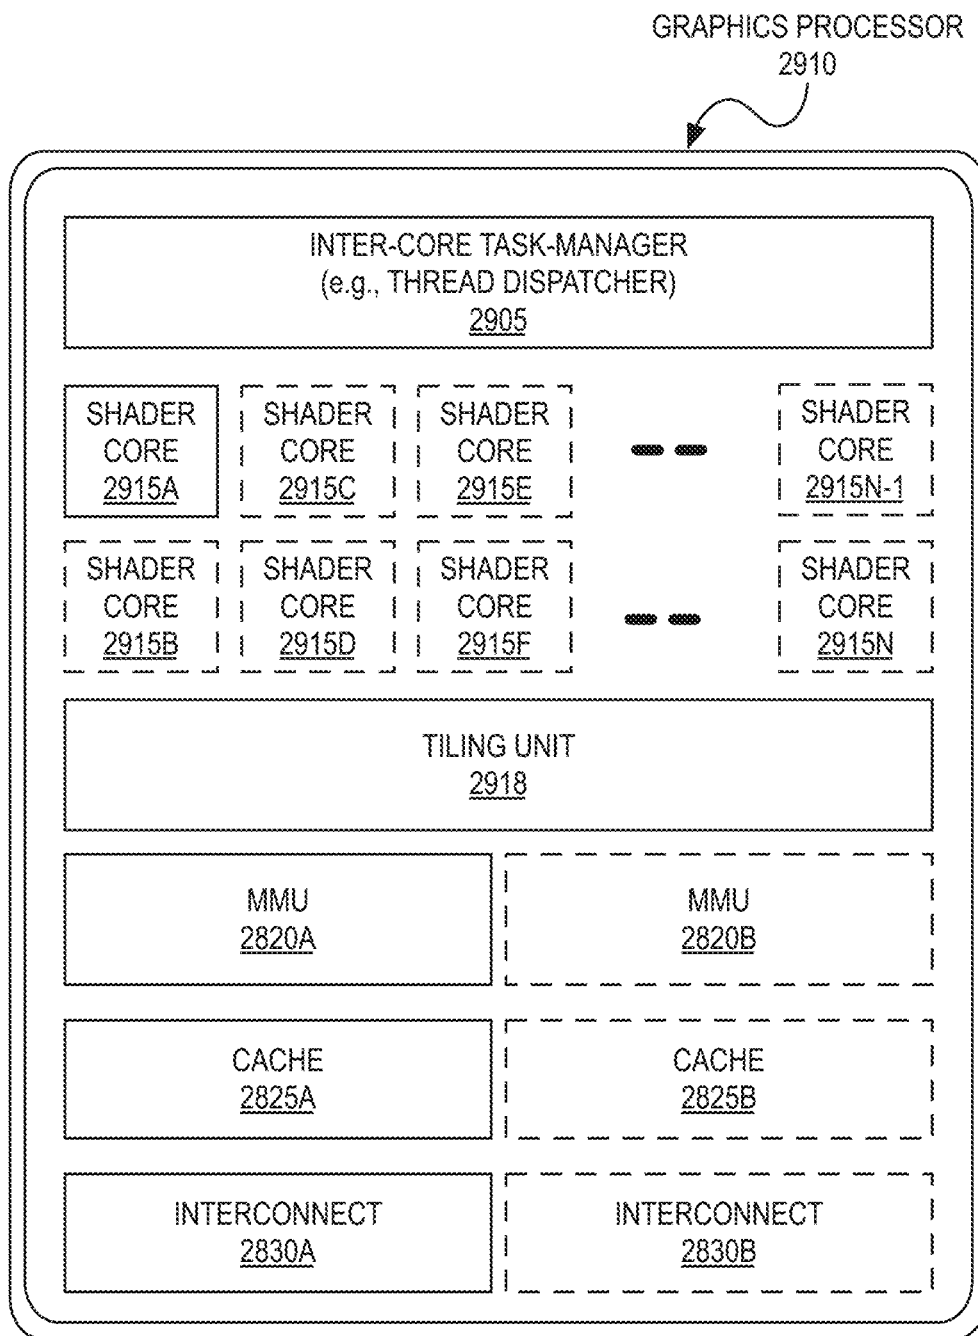 GRAPHICS PROCESSOR
2910
INTER-CORE TASK-MANAGER
(e.g., THREAD DISPATCHER)
2905
SHADER
CORE
2915A
SHADER
CORE
2915C
SHADER
CORE
2915E
SHADER
CORE
2915N-1
SHADER
CORE
2915B
SHADER
CORE
2915D
SHADER
CORE
2915F
SHADER
CORE
2915N
TILING UNIT
2918
MMU
2820A
MMU
2820B
CACHE
2825A
CACHE
2825B
INTERCONNECT
2830A
INTERCONNECT
2830B